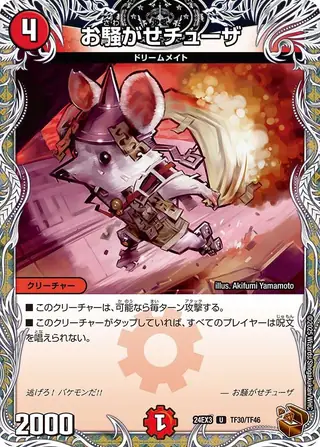 4
お騒がせチューザ
ドリームメイト
illus. Akifumi Yamamoto
クリーチャー
■ このクリーチャーは、可能なら毎ターン攻撃する。
■ このクリーチャーがタップしていれば、すべてのプレイヤーは呪文
を唱えられない。
逃げろ! バケモンだ!! — お騒がせチューザ
2000
1
24EX3 U TF30/TF46